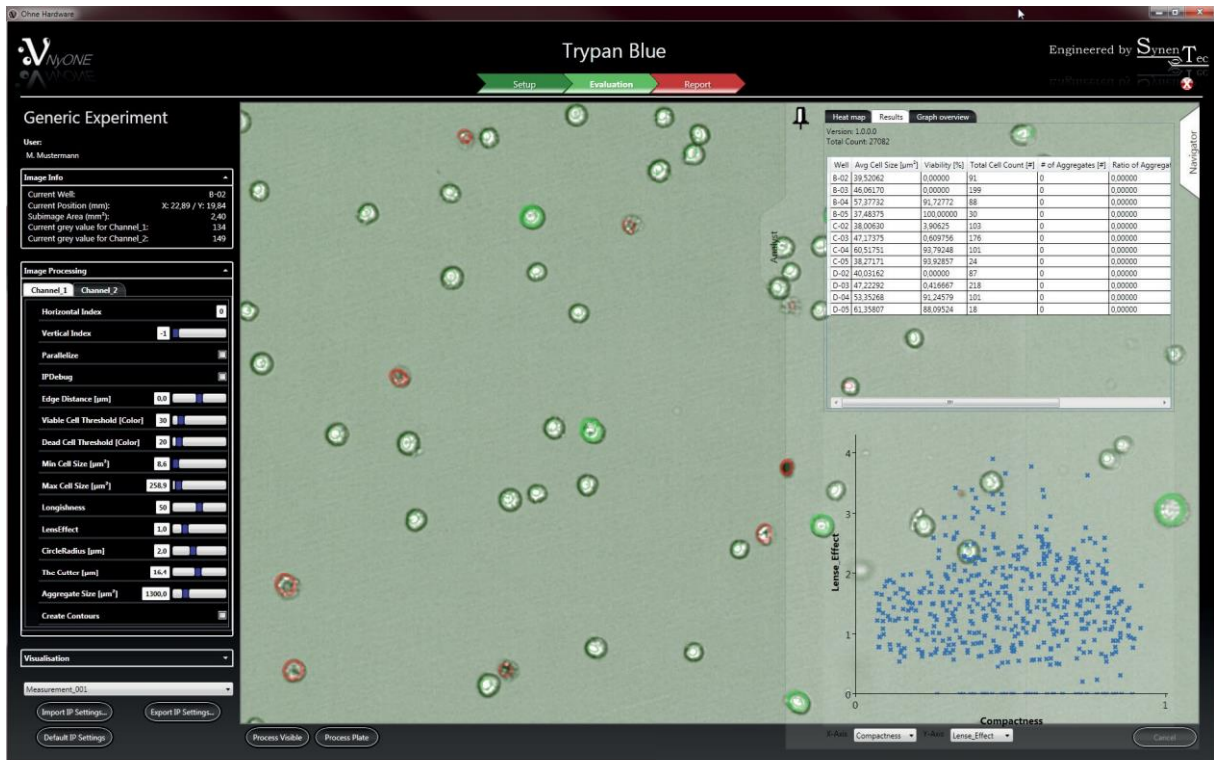 Ohne Hardware
VNyONE
Trypan Blue
Engineered by SynenTec
Setup Evaluation Report
Generic Experiment
User:
M. Mustermann
Image Info
Current Well: B-02
Current Position (mm): X: 22,89 / Y: 19,84
Subimage Area (mm²): 2,40
Current grey value for Channel_1: 134
Current grey value for Channel_2: 149
Image Processing
Channel_1 Channel_2
Horizontal Index 0
Vertical Index -1
Parallelize
IPDebug
Edge Distance [µm] 0,0
Viable Cell Threshold [Color] 30
Dead Cell Threshold [Color] 20
Min Cell Size [µm²] 8,6
Max Cell Size [µm²] 258,9
Longishness 50
LensEffect 1,0
CircleRadius [µm] 2,0
The Cutter [µm] 16,4
Aggregate Size [µm²] 1300,0
Create Contours
Visualisation
Measurement_001
Import IP Settings... Export IP Settings...
Default IP Settings
Process Visible Process Plate
Analyst
Navigator
Heat map Results Graph overview
Version: 1.0.0.0
Total Count: 27082
Well Avg Cell Size [µm²] Viability [%] Total Cell Count [#] # of Aggregates [#] Ratio of Aggregat
B-02 39,52062 0,00000 91 0 0,00000
B-03 46,06170 0,00000 199 0 0,00000
B-04 57,37732 91,72772 88 0 0,00000
B-05 37,48375 100,00000 30 0 0,00000
C-02 38,00630 3,90625 103 0 0,00000
C-03 47,17375 0,609756 176 0 0,00000
C-04 60,51751 93,79248 101 0 0,00000
C-05 38,27171 93,92857 24 0 0,00000
D-02 40,03162 0,00000 87 0 0,00000
D-03 47,22292 0,416667 218 0 0,00000
D-04 53,35268 91,24579 101 0 0,00000
D-05 61,35807 88,09524 18 0 0,00000
4
3
2
1
0
Lense_Effect
0 1
Compactness
X-Axis: Compactness Y-Axis: Lense_Effect
Cancel